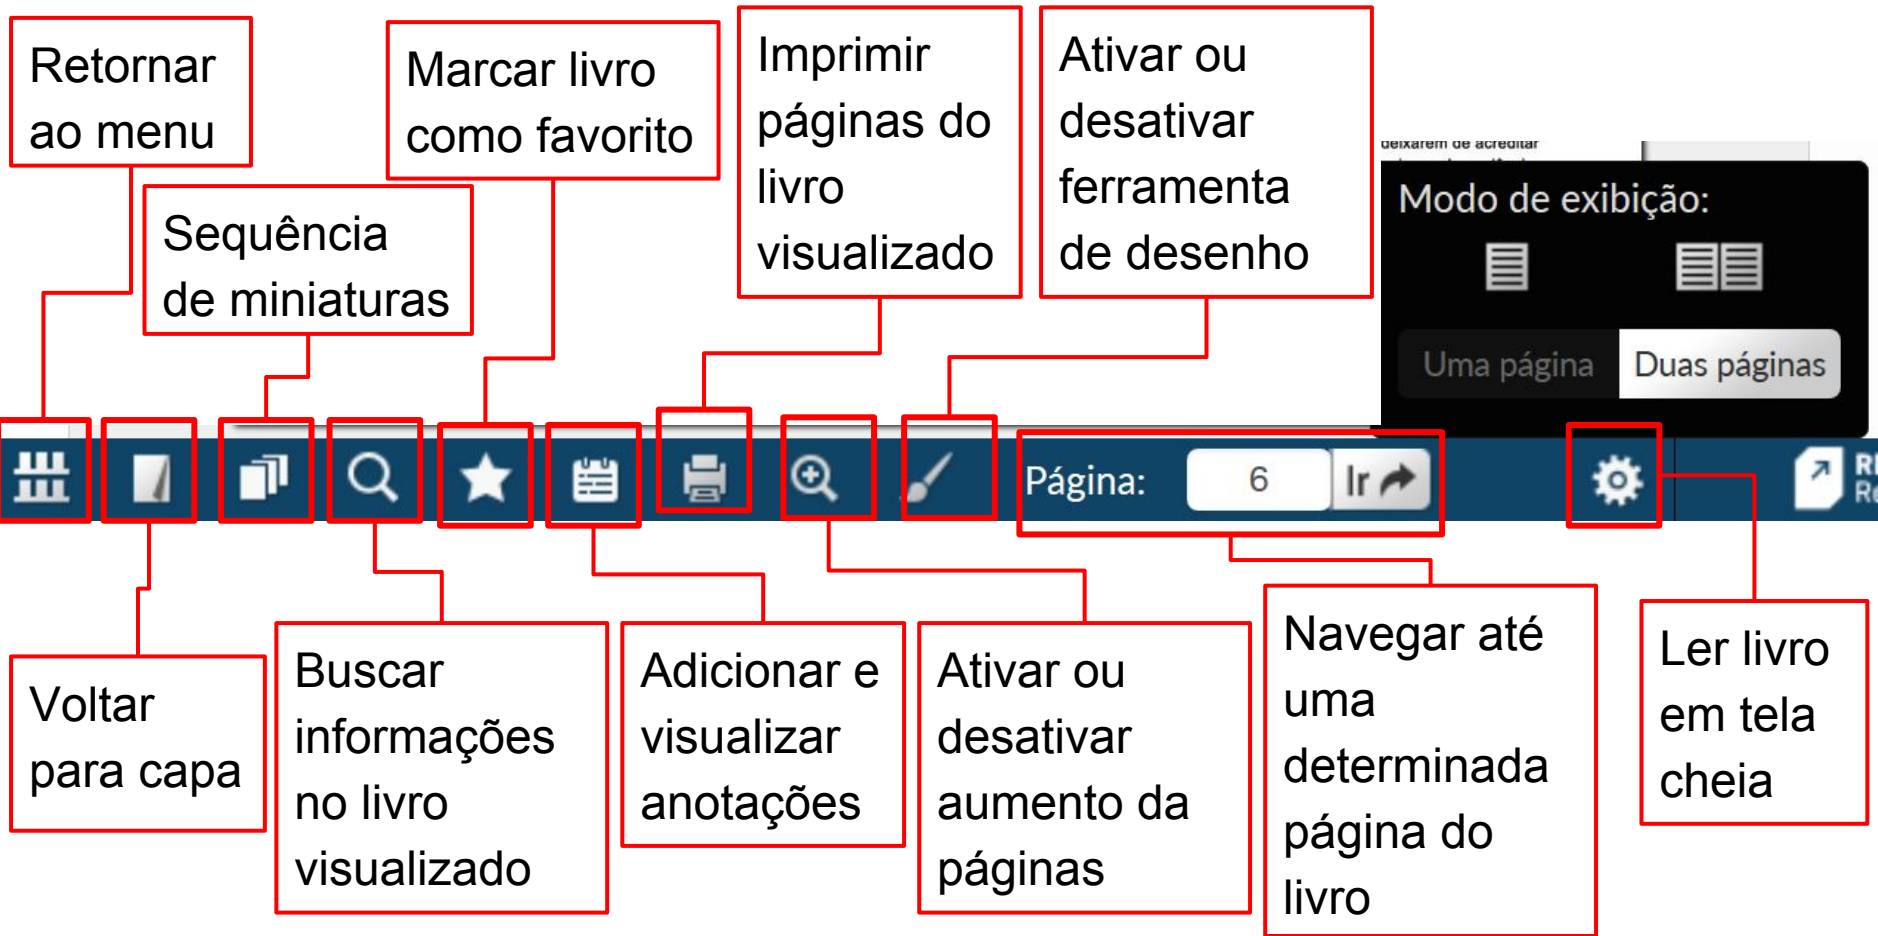 Retornar
ao menu
Marcar livro
como favorito
Imprimir
páginas do
livro
visualizado
Ativar ou
desativar
ferramenta
de desenho
Sequência
de miniaturas
deixarem de acreditar
Modo de exibição:
Uma página
Duas páginas
Página:
6
Ir
Voltar
para capa
Buscar
informações
no livro
visualizado
Adicionar e
visualizar
anotações
Ativar ou
desativar
aumento da
páginas
Navegar até
uma
determinada
página do
livro
Ler livro
em tela
cheia